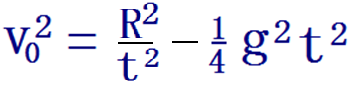 v₀² = R²/t² − 1/4 g² t²